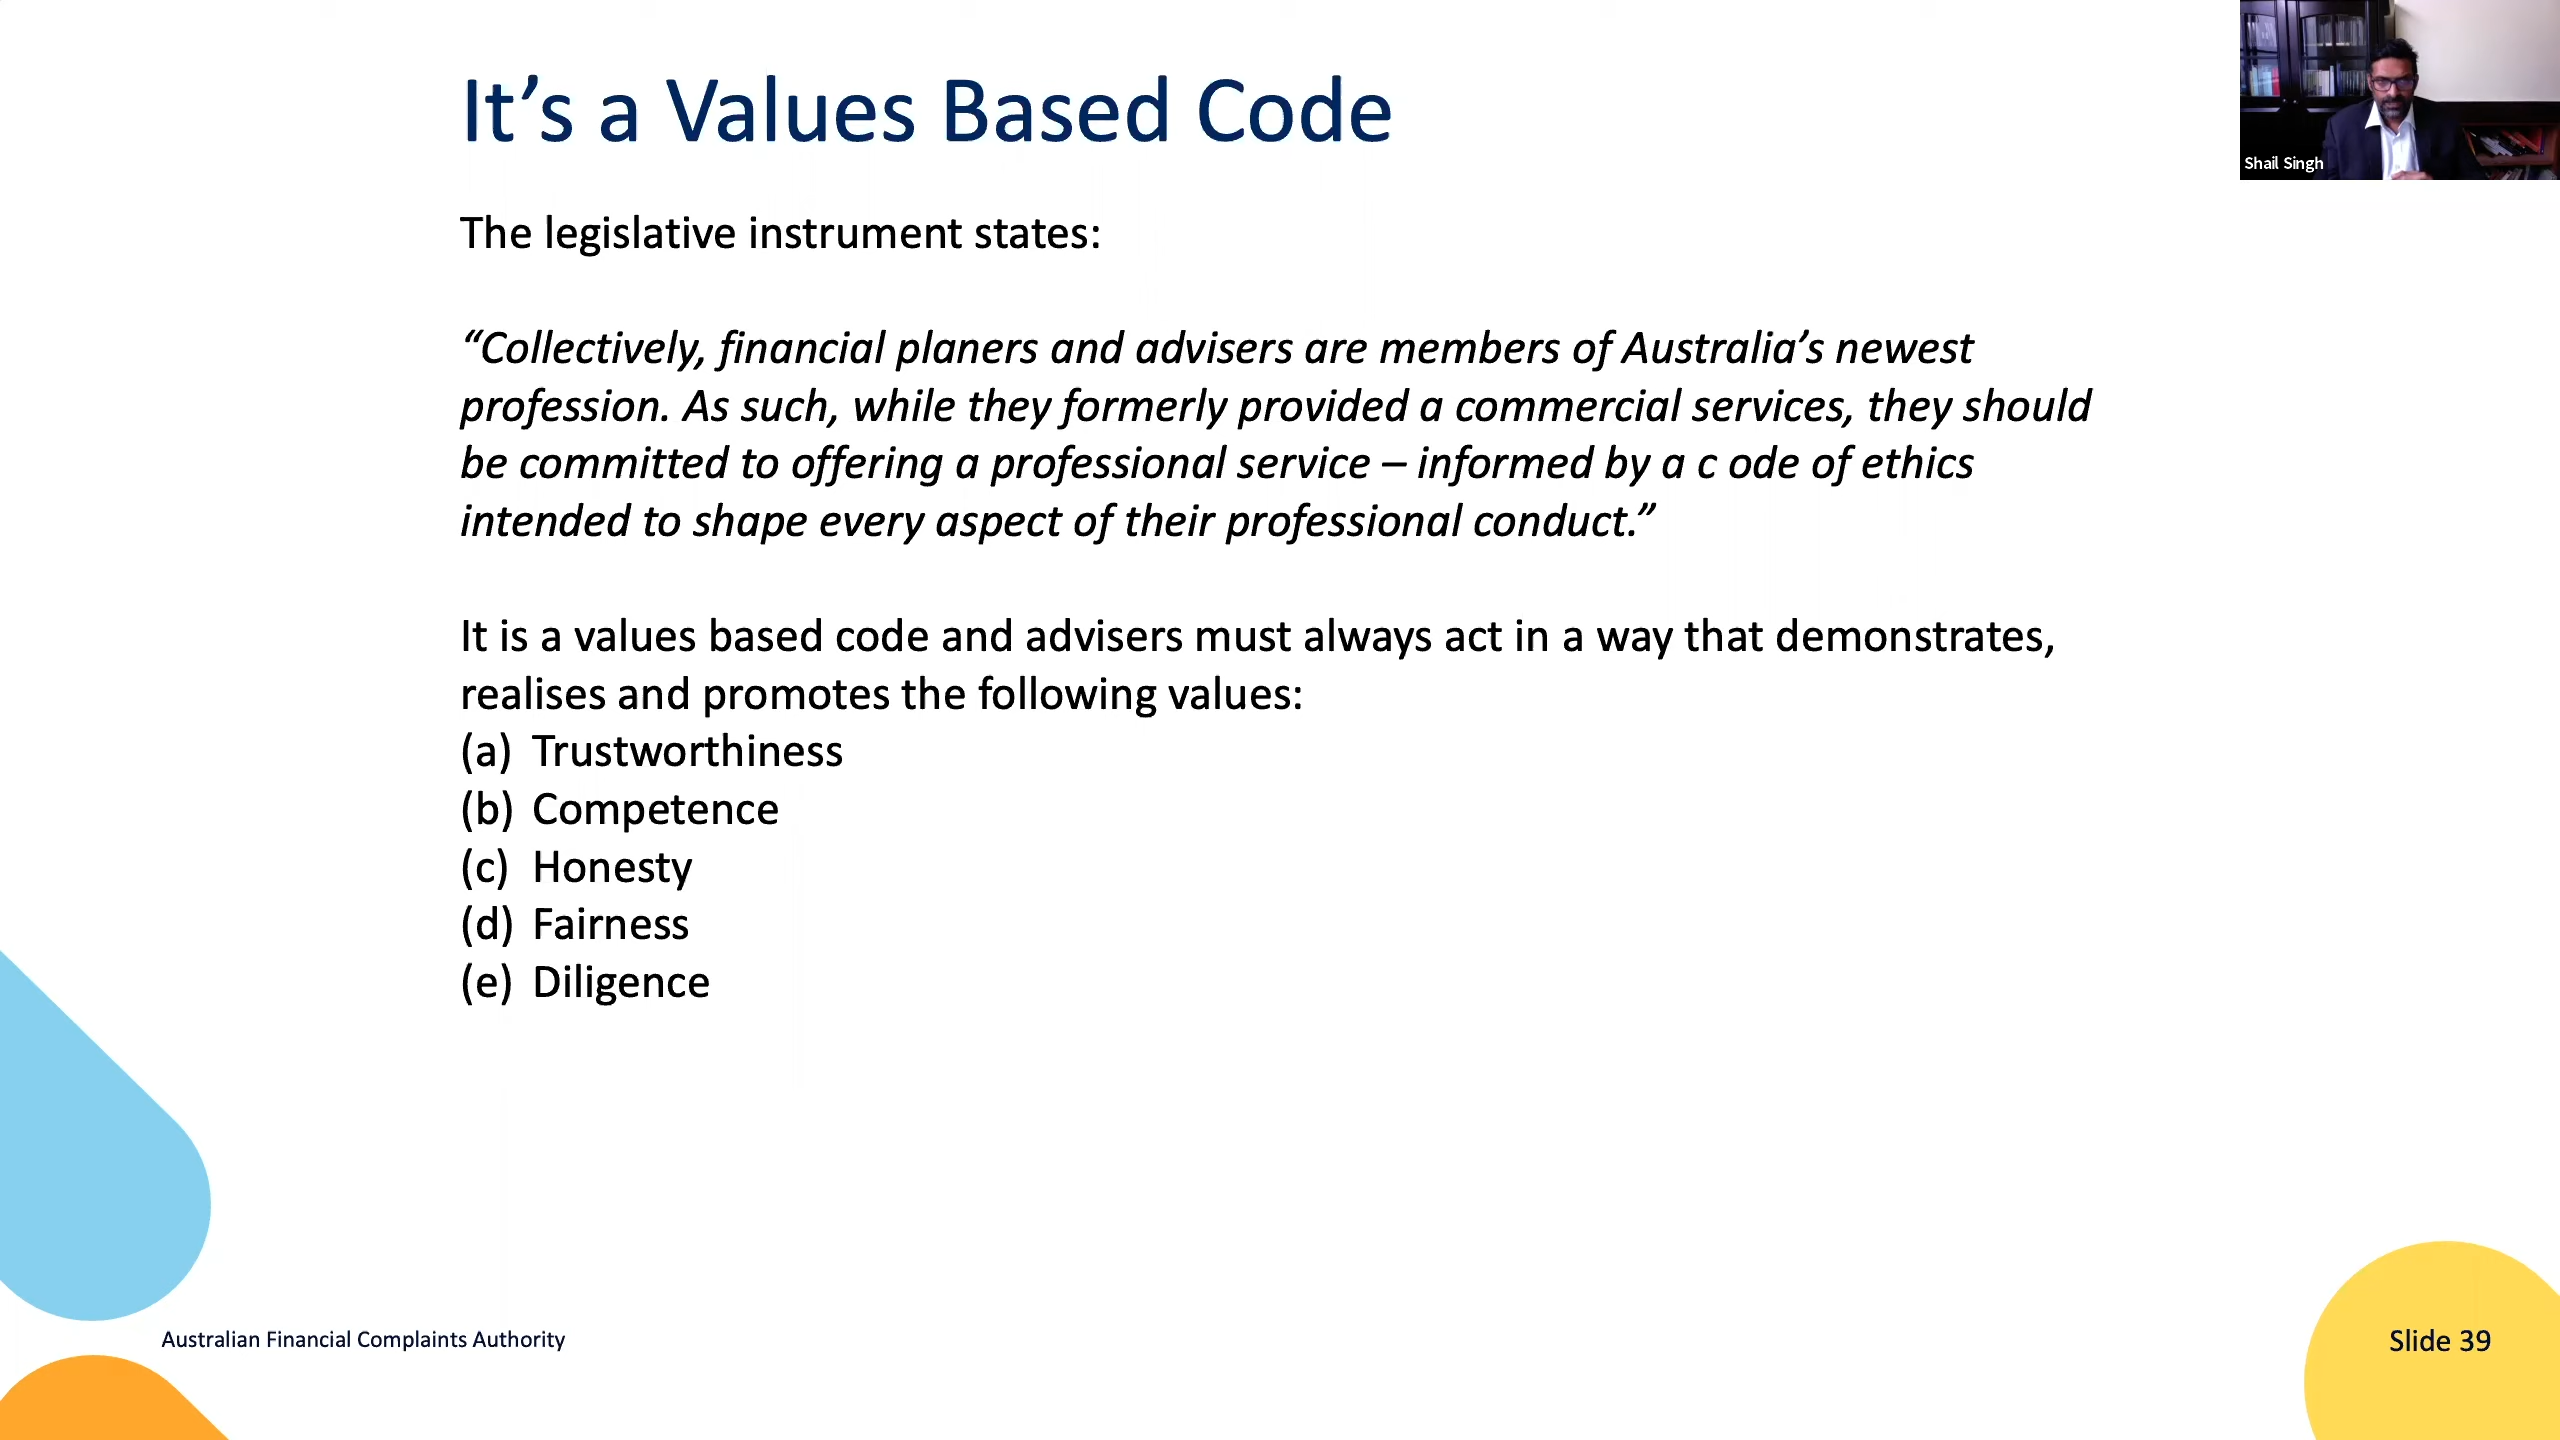 It’s a Values Based Code
Shail Singh
The legislative instrument states:
“Collectively, financial planers and advisers are members of Australia’s newest
profession. As such, while they formerly provided a commercial services, they should
be committed to offering a professional service – informed by a c ode of ethics
intended to shape every aspect of their professional conduct.”
It is a values based code and advisers must always act in a way that demonstrates,
realises and promotes the following values:
(a) Trustworthiness
(b) Competence
(c) Honesty
(d) Fairness
(e) Diligence
Australian Financial Complaints Authority
Slide 39